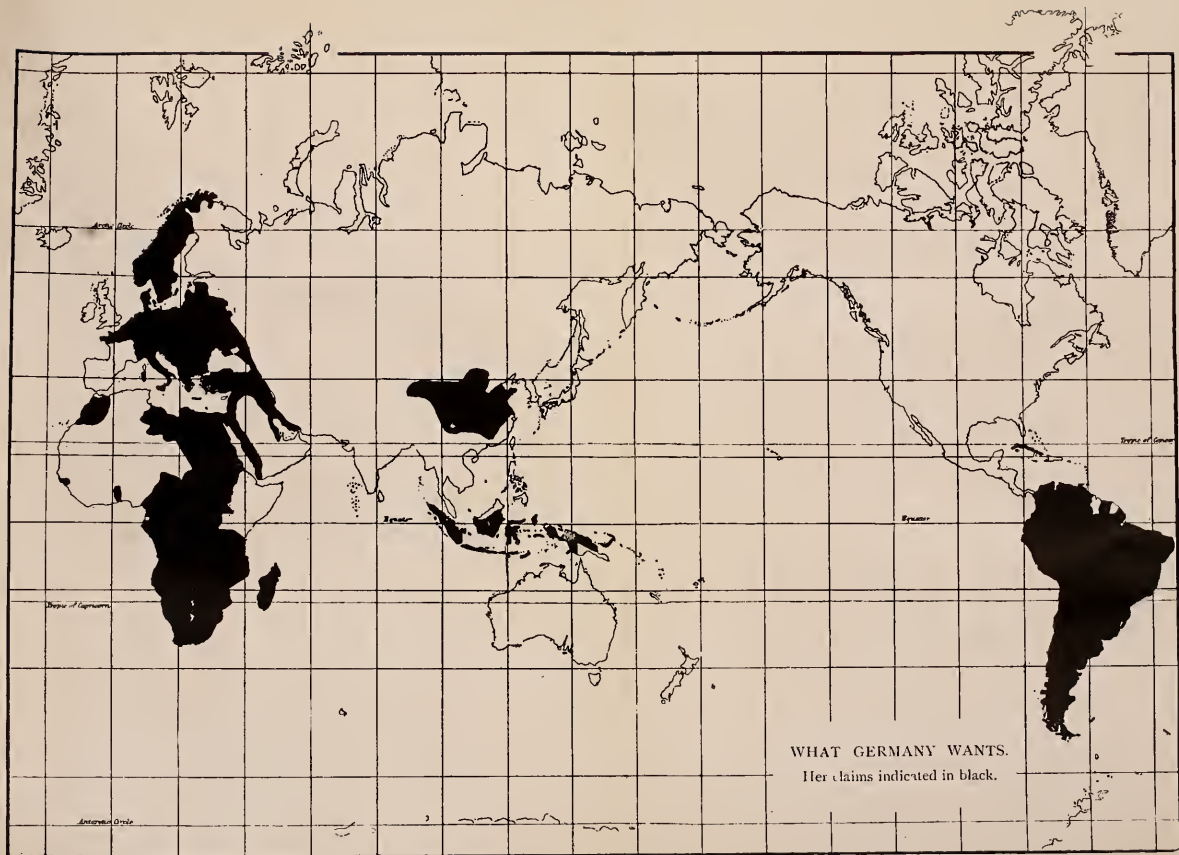 Arctic Circle
Tropic of Cancer
Equator
Equator
Tropic of Capricorn
WHAT GERMANY WANTS.
Her claims indicated in black.
Antarctic Circle